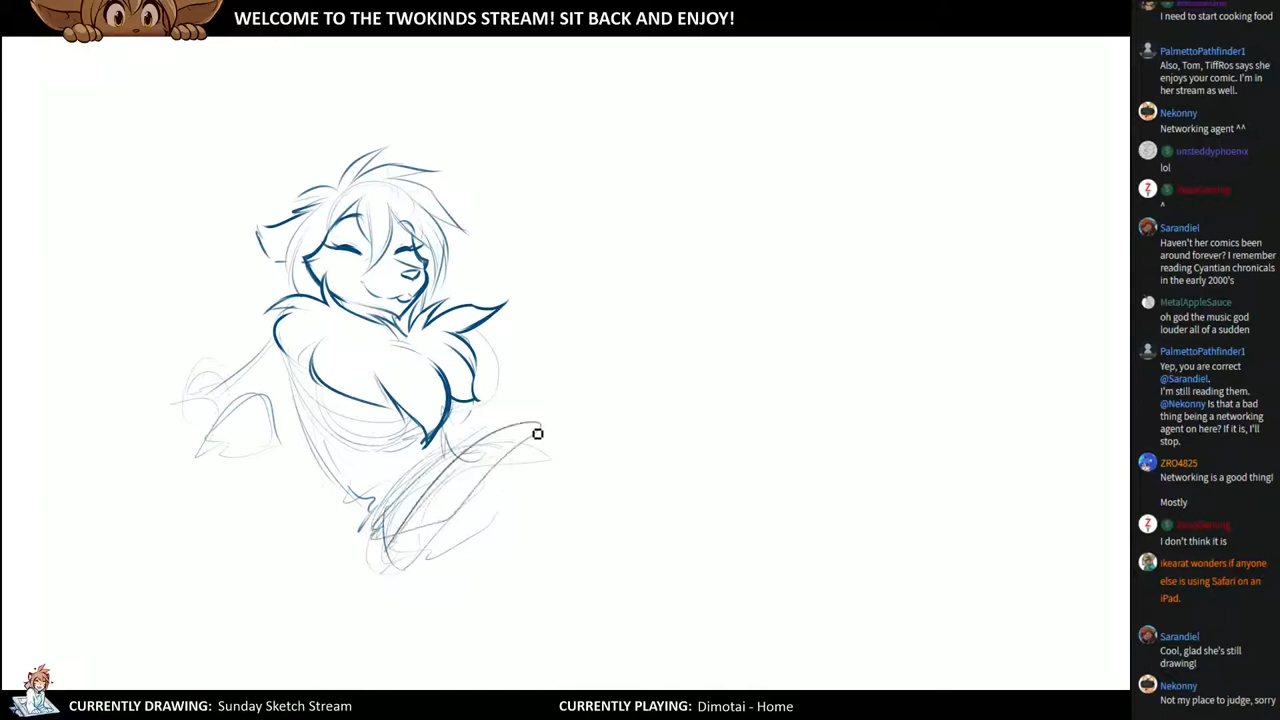 WELCOME TO THE TWOKINDS STREAM! SIT BACK AND ENJOY!
I need to start cooking food
PalmettoPathfinder1
Also, Tom, TiffRos says she
enjoys your comic. I'm in
her stream as well.
Nekonny
Networking agent ^^
unsteddyphoenix
lol
^
Sarandiel
Haven't her comics been
around forever? I remember
reading Cyantian chronicals
in the early 2000's
MetalAppleSauce
oh god the music god
louder all of a sudden
PalmettoPathfinder1
Yep, you are correct
@Sarandiel.
I'm still reading them.
@Nekonny Is that a bad
thing being a networking
agent on here? If it is, I'll
stop.
ZRO4825
Networking is a good thing!
Mostly
I don't think it is
ikearat wonders if anyone
else is using Safari on an
iPad.
Sarandiel
Cool, glad she's still
drawing!
Nekonny
Not my place to judge, sorry
CURRENTLY DRAWING: Sunday Sketch Stream
CURRENTLY PLAYING: Dimotai - Home